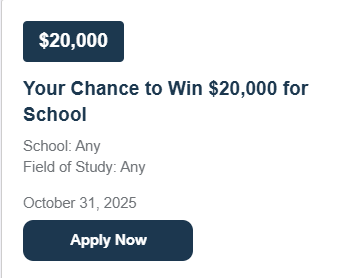 $20,000
Your Chance to Win $20,000 for
School
School: Any
Field of Study: Any
October 31, 2025
Apply Now